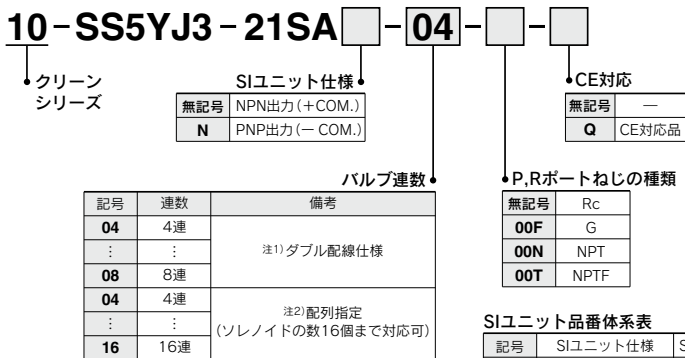 10-SS5YJ3-21SA□-04-□-□
クリーン
シリーズ
SIユニット仕様
無記号 NPN出力(+COM.)
N PNP出力(ーCOM.)
CE対応
無記号 —
Q CE対応品
バルブ連数
記号 連数 備考
04 4連
⋮ ⋮ 注1)ダブル配線仕様
08 8連
04 4連
⋮ ⋮ 注2)配列指定
(ソレノイドの数16個まで対応可)
16 16連
P,Rポートねじの種類
無記号 Rc
00F G
00N NPT
00T NPTF
SIユニット品番体系表
記号 SIユニット仕様 S